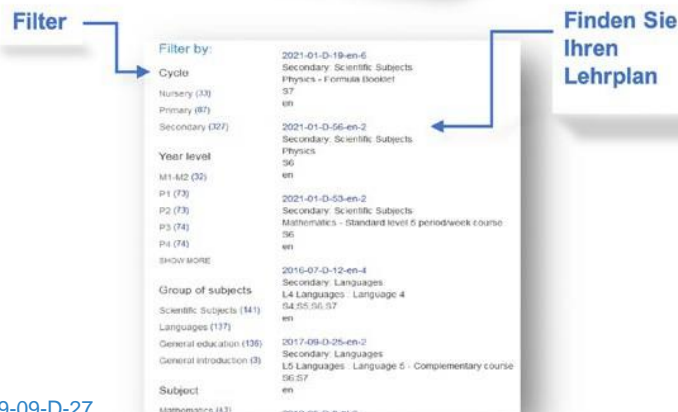 Filter
Finden Sie
Ihren
Lehrplan
Filter by:
Cycle
Nursery (33)
Primary (87)
Secondary (327)
Year level
M1-M2 (32)
P1 (73)
P2 (73)
P3 (74)
P4 (74)
SHOW MORE
Group of subjects
Scientific Subjects (141)
Languages (137)
General education (136)
General introduction (3)
Subject
Mathematics (43)
2021-01-D-19-en-6
Secondary: Scientific Subjects
Physics - Formula Booklet
S7
en
2021-01-D-56-en-2
Secondary: Scientific Subjects
Physics
S6
en
2021-01-D-53-en-2
Secondary: Scientific Subjects
Mathematics - Standard level 5 period/week course
S6
en
2016-07-D-12-en-4
Secondary: Languages
L4 Languages : Language 4
S4;S5;S6;S7
en
2017-09-D-25-en-2
Secondary: Languages
L5 Languages : Language 5 - Complementary course
S6;S7
en
9-09-D-27